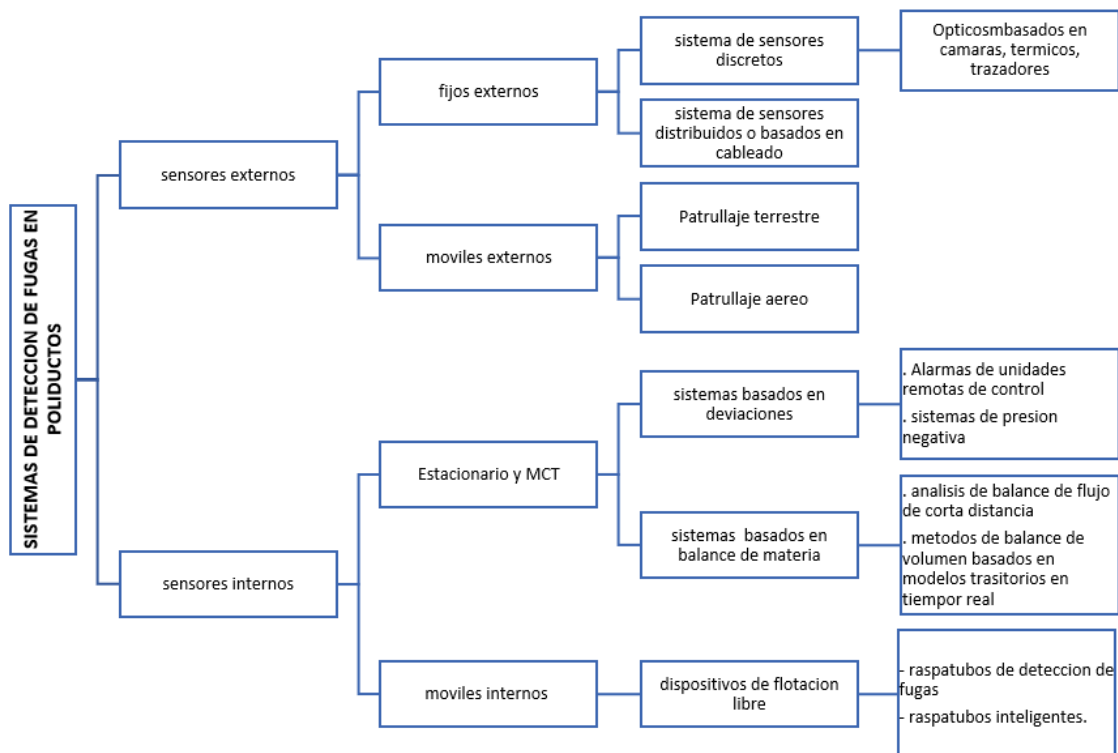 SISTEMAS DE DETECCION DE FUGAS EN
POLIDUCTOS
sensores externos
fijos externos
sistema de sensores
discretos
Opticosmbasados en
camaras, termicos,
trazadores
sistema de sensores
distribuidos o basados en
cableado
moviles externos
Patrullaje terrestre
Patrullaje aereo
sensores internos
Estacionario y MCT
sistemas basados en
deviaciones
. Alarmas de unidades
remotas de control
. sistemas de presion
negativa
sistemas basados en
balance de materia
. analisis de balance de flujo
de corta distancia
. metodos de balance de
volumen basados en
modelos trasitorios en
tiempor real
moviles internos
dispositivos de flotacion
libre
- raspatubos de deteccion de
fugas
- raspatubos inteligentes.